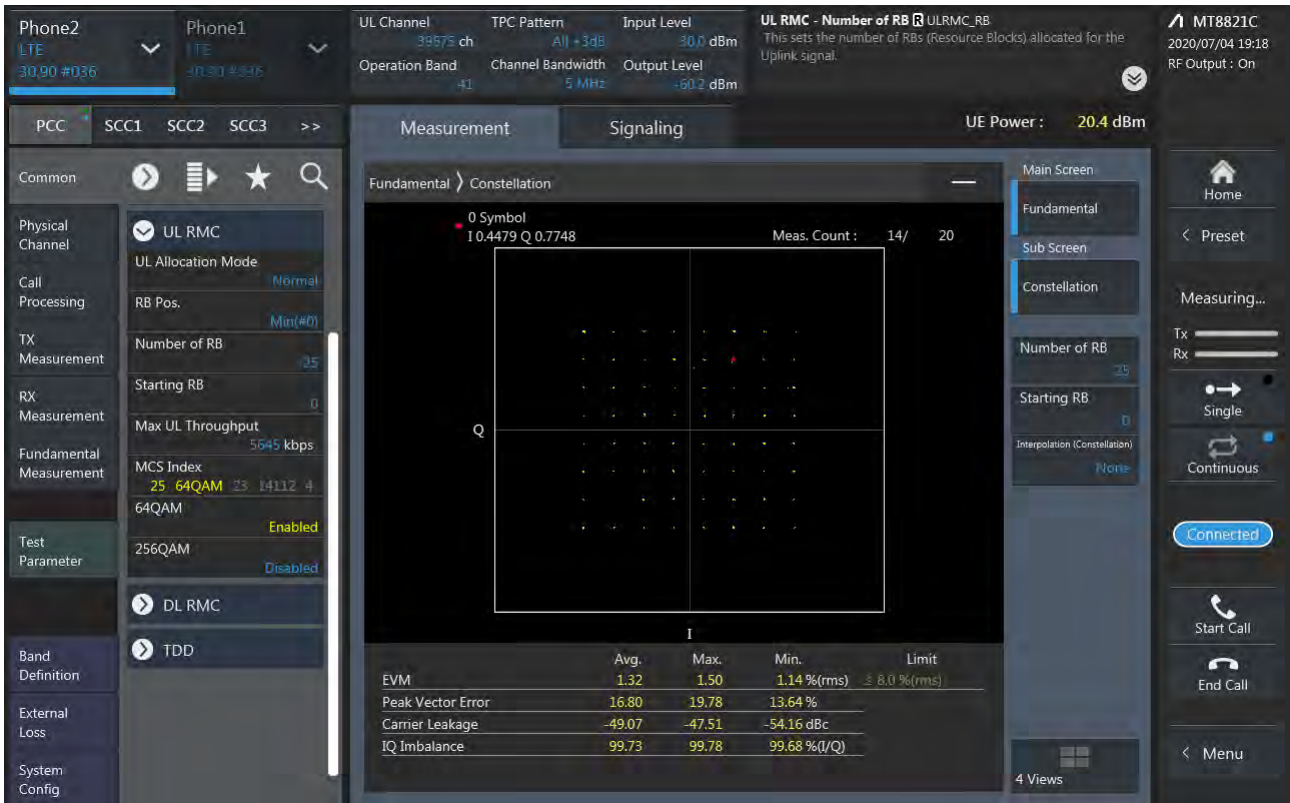 Phone2
LTE
30.90 #036
Phone1
LTE
30.90 #036
UL Channel
39675 ch
Operation Band
41
TPC Pattern
All +3dB
Channel Bandwidth
5 MHz
Input Level
30.0 dBm
Output Level
-60.2 dBm
UL RMC - Number of RB R ULRMC_RB
This sets the number of RBs (Resource Blocks) allocated for the
Uplink signal.
MT8821C
2020/07/04 19:18
RF Output : On
PCC SCC1 SCC2 SCC3 >>
Measurement
Signaling
UE Power : 20.4 dBm
Common
Physical
Channel
Call
Processing
TX
Measurement
RX
Measurement
Fundamental
Measurement
Test
Parameter
Band
Definition
External
Loss
System
Config
UL RMC
UL Allocation Mode
Normal
RB Pos.
Min(#0)
Number of RB
25
Starting RB
0
Max UL Throughput
5645 kbps
MCS Index
25 64QAM 23 14112 4
64QAM
Enabled
256QAM
Disabled
DL RMC
TDD
Fundamental 〉Constellation
0 Symbol
I 0.4479 Q 0.7748
Meas. Count : 14/ 20
Q
I
Avg. Max. Min. Limit
EVM 1.32 1.50 1.14 %(rms) ≤ 8.0 %(rms)
Peak Vector Error 16.80 19.78 13.64 %
Carrier Leakage -49.07 -47.51 -54.16 dBc
IQ Imbalance 99.73 99.78 99.68 %(I/Q)
Main Screen
Fundamental
Sub Screen
Constellation
Number of RB
25
Starting RB
0
Interpolation (Constellation)
None
4 Views
Home
< Preset
Measuring...
Tx
Rx
Single
Continuous
Connected
Start Call
End Call
< Menu